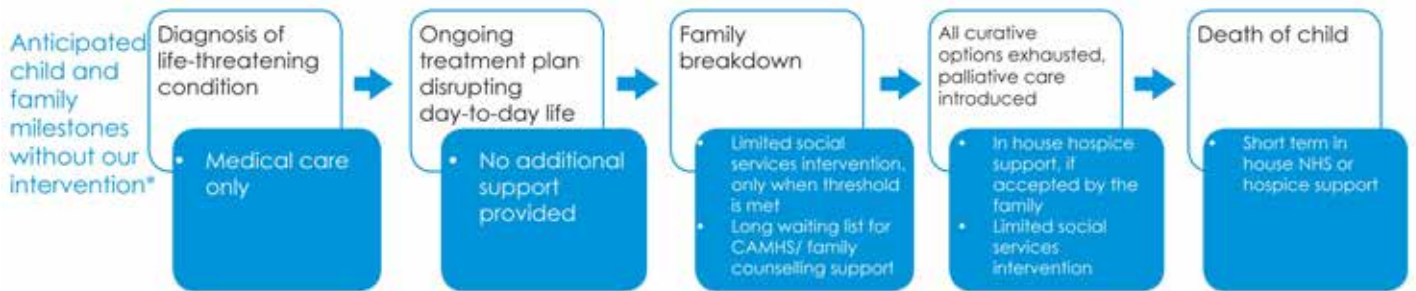 Anticipated
child and
family
milestones
without our
intervention*
Diagnosis of
life-threatening
condition
• Medical care
only
Ongoing
treatment plan
disrupting
day-to-day life
• No additional
support
provided
Family
breakdown
• Limited social
services intervention,
only when threshold
is met
• Long waiting list for
CAMHS/ family
counselling support
All curative
options exhausted,
palliative care
introduced
• In house hospice
support, if
accepted by the
family
• Limited social
services
intervention
Death of child
• Short term in
house NHS or
hospice support